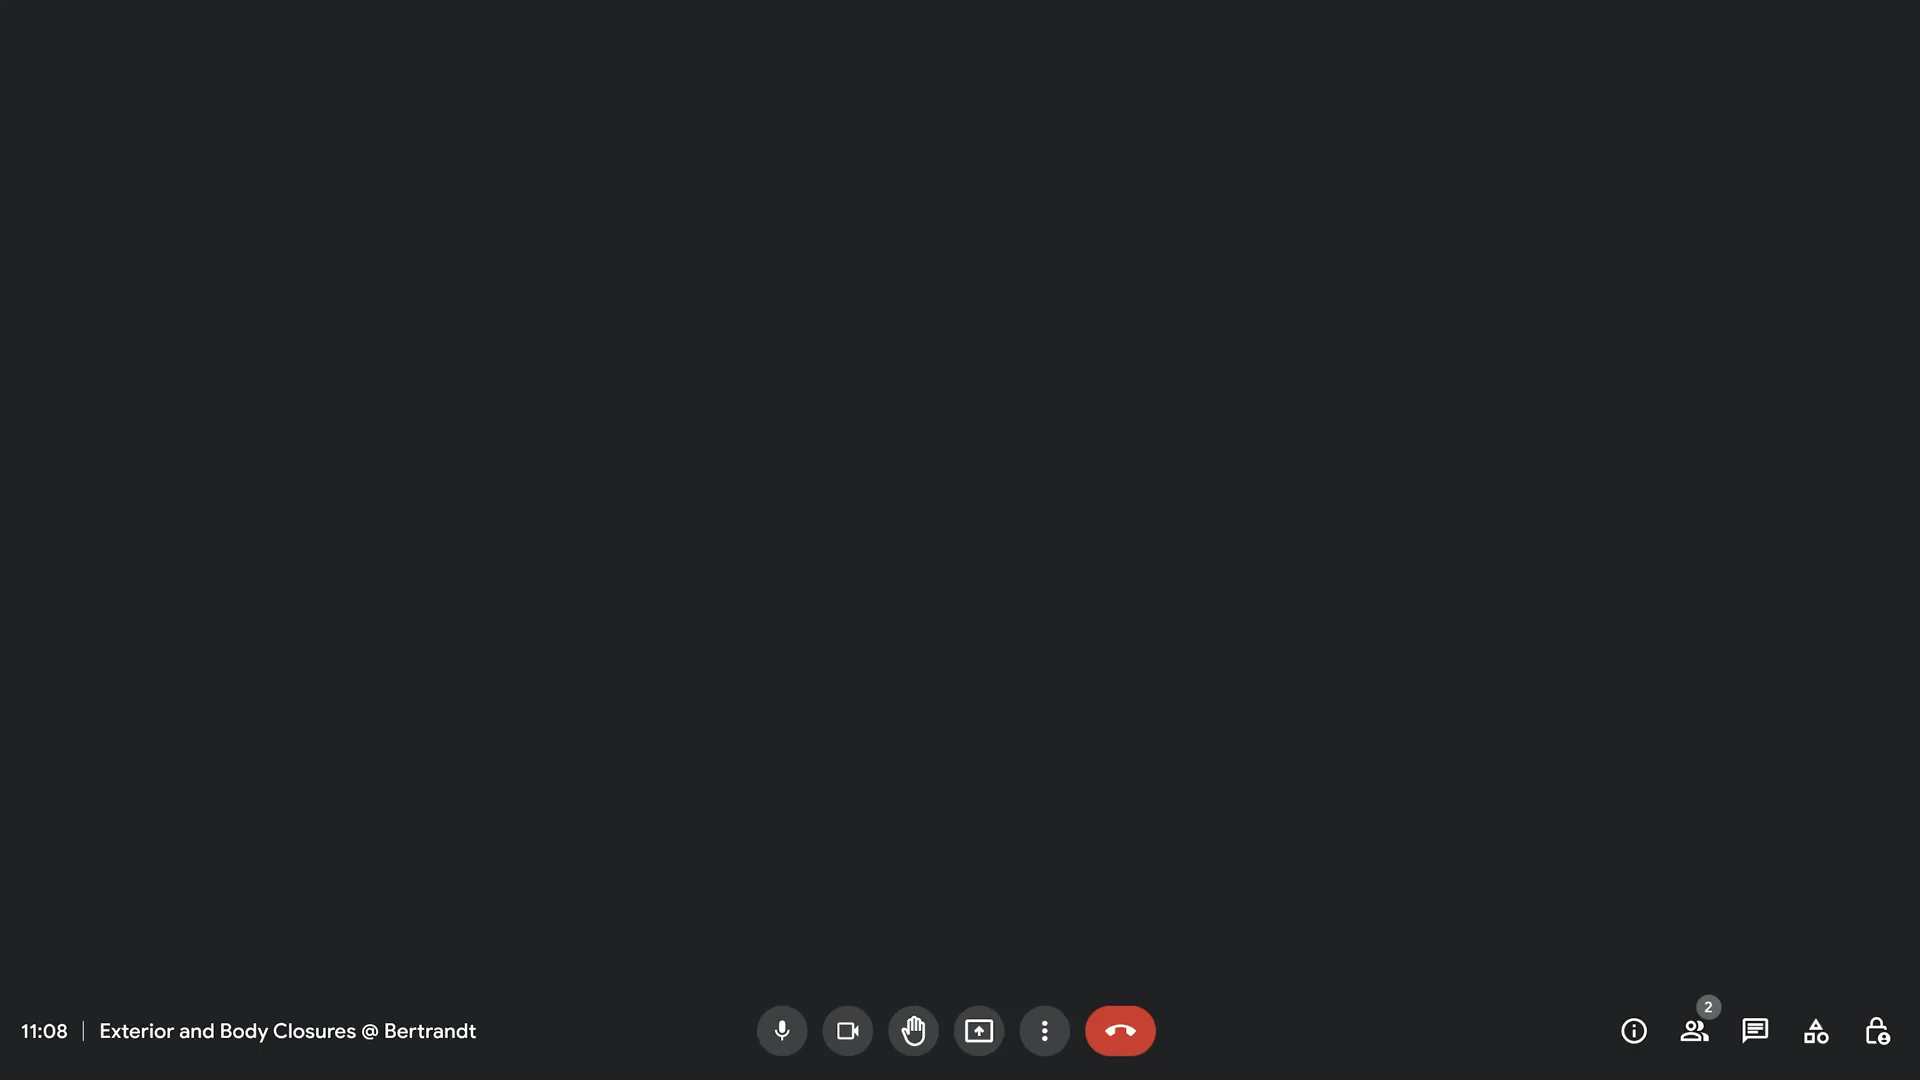 2
11:08 | Exterior and Body Closures @ Bertrandt